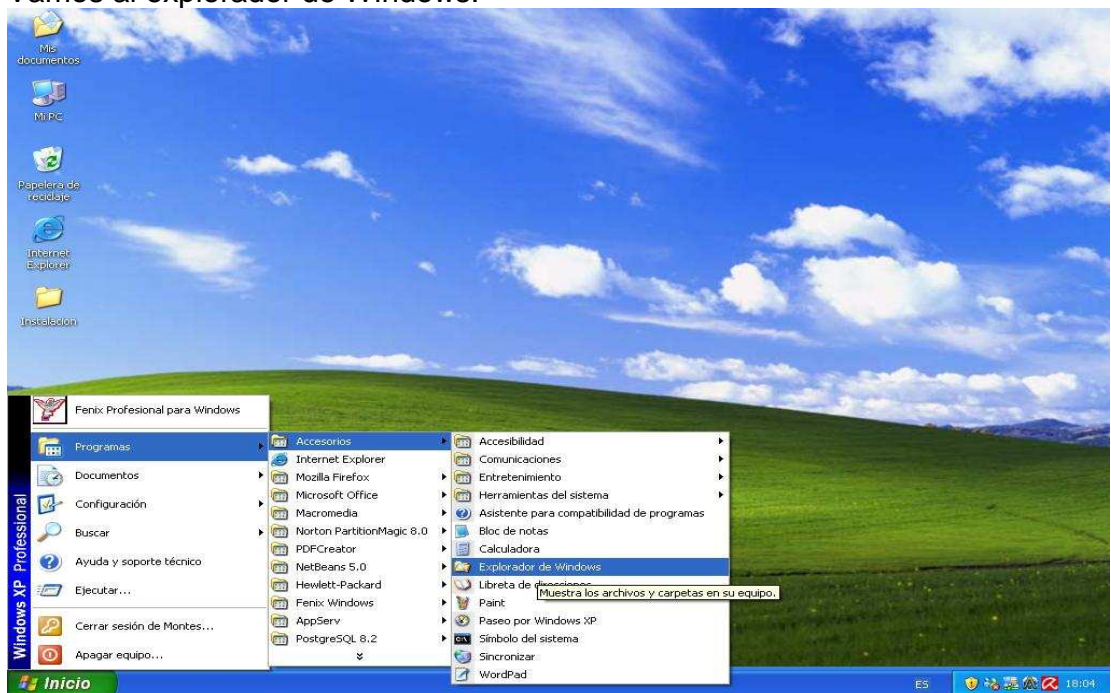 Vamos al explorador de Windows.
Mis
documentos
Mi PC
Papelera de
reciclaje
Internet
Explorer
Instalacion
Fenix Profesional para Windows
Programas
Documentos
Configuración
Buscar
Ayuda y soporte técnico
Ejecutar...
Cerrar sesión de Montes...
Apagar equipo...
Windows XP Professional
Accesorios
Internet Explorer
Mozilla Firefox
Microsoft Office
Macromedia
Norton PartitionMagic 8.0
PDFCreator
NetBeans 5.0
Hewlett-Packard
Fenix Windows
AppServ
PostgreSQL 8.2
Accesibilidad
Comunicaciones
Entretenimiento
Herramientas del sistema
Asistente para compatibilidad de programas
Bloc de notas
Calculadora
Explorador de Windows
Libreta de direcciones
Muestra los archivos y carpetas en su equipo.
Paint
Paseo por Windows XP
Símbolo del sistema
Sincronizar
WordPad
Inicio
ES
18:04